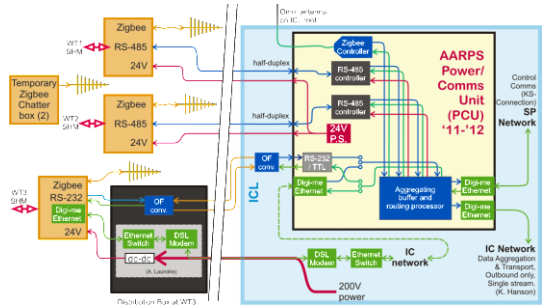 Omni antenna
on ICL roof
Zigbee
WT1
SHM
RS-485
24V
half-duplex
Zigbee
Controller
RS-485
controller
AARPS
Power/
Comms
Unit
(PCU)
'11-'12
Control
Comms
(KS-
Connection)
SP
Network
Temporary
Zigbee
Chatter
box (2)
Zigbee
WT2
SHM
RS-485
24V
half-duplex
RS-485
controller
24V
P.S.
Zigbee
WT3
SHM
RS-232
Digi-me
Ethernet
24V
OF
conv.
Ethernet
Switch
DSL
Modem
dc-dc
(A. Laundrie)
Distribution Box at WT3
ICL
OF
conv.
RS-232
/ TTL
Digi-me
Ethernet
Aggregating
buffer and
routing processor
Digi-me
Ethernet
Digi-me
Ethernet
DSL
Modem
Ethernet
Switch
IC
network
200V
power
IC Network
Data Aggregation
& Transport,
Outbound only,
Single stream.
(K. Hanson)